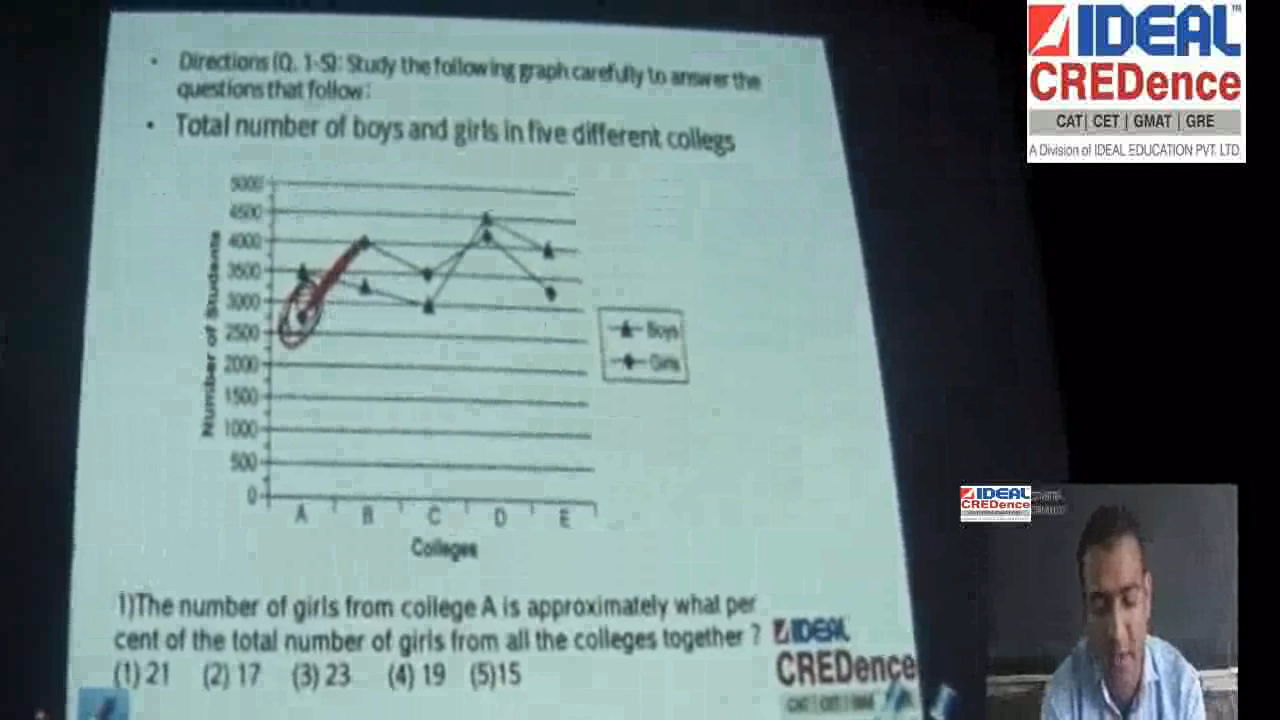 IDEAL™
CREDence
CAT| CET | GMAT | GRE
A Division of IDEAL EDUCATION PVT. LTD.
• Directions (Q. 1-5): Study the following graph carefully to answer the
questions that follow:
• Total number of boys and girls in five different collegs
5000
4500
4000
3500
3000
2500
2000
1500
1000
500
0
Number of Students
A B C D E
Colleges
Boys
Girls
1)The number of girls from college A is approximately what per
cent of the total number of girls from all the colleges together ?
(1) 21 (2) 17 (3) 23 (4) 19 (5)15
IDEAL
CREDence
IDEAL
CREDence